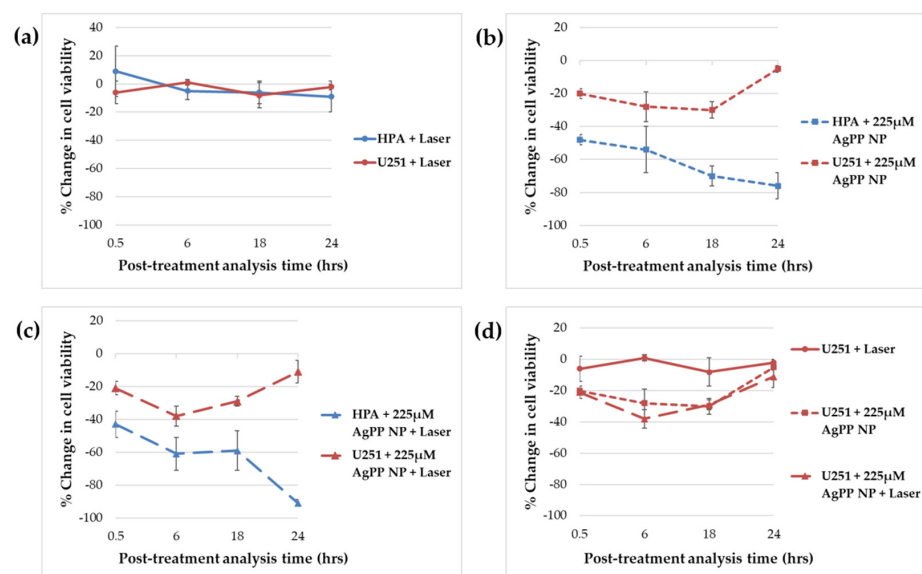 (a)
% Change in cell viability
40
20
0
-20
-40
-60
-80
-100
0.5 6 18 24
Post-treatment analysis time (hrs)
HPA + Laser
U251 + Laser
(b)
% Change in cell viability
20
0
-20
-40
-60
-80
-100
0.5 6 18 24
Post-treatment analysis time (hrs)
HPA + 225μM
AgPP NP
U251 + 225μM
AgPP NP
(c)
% Change in cell viability
20
0
-20
-40
-60
-80
-100
0.5 6 18 24
Post-treatment analysis time (hrs)
HPA + 225μM
AgPP NP + Laser
U251 + 225μM
AgPP NP + Laser
(d)
% Change in cell viability
20
0
-20
-40
-60
-80
-100
0.5 6 18 24
Post-treatment analysis time (hrs)
U251 + Laser
U251 + 225μM
AgPP NP
U251 + 225μM
AgPP NP + Laser